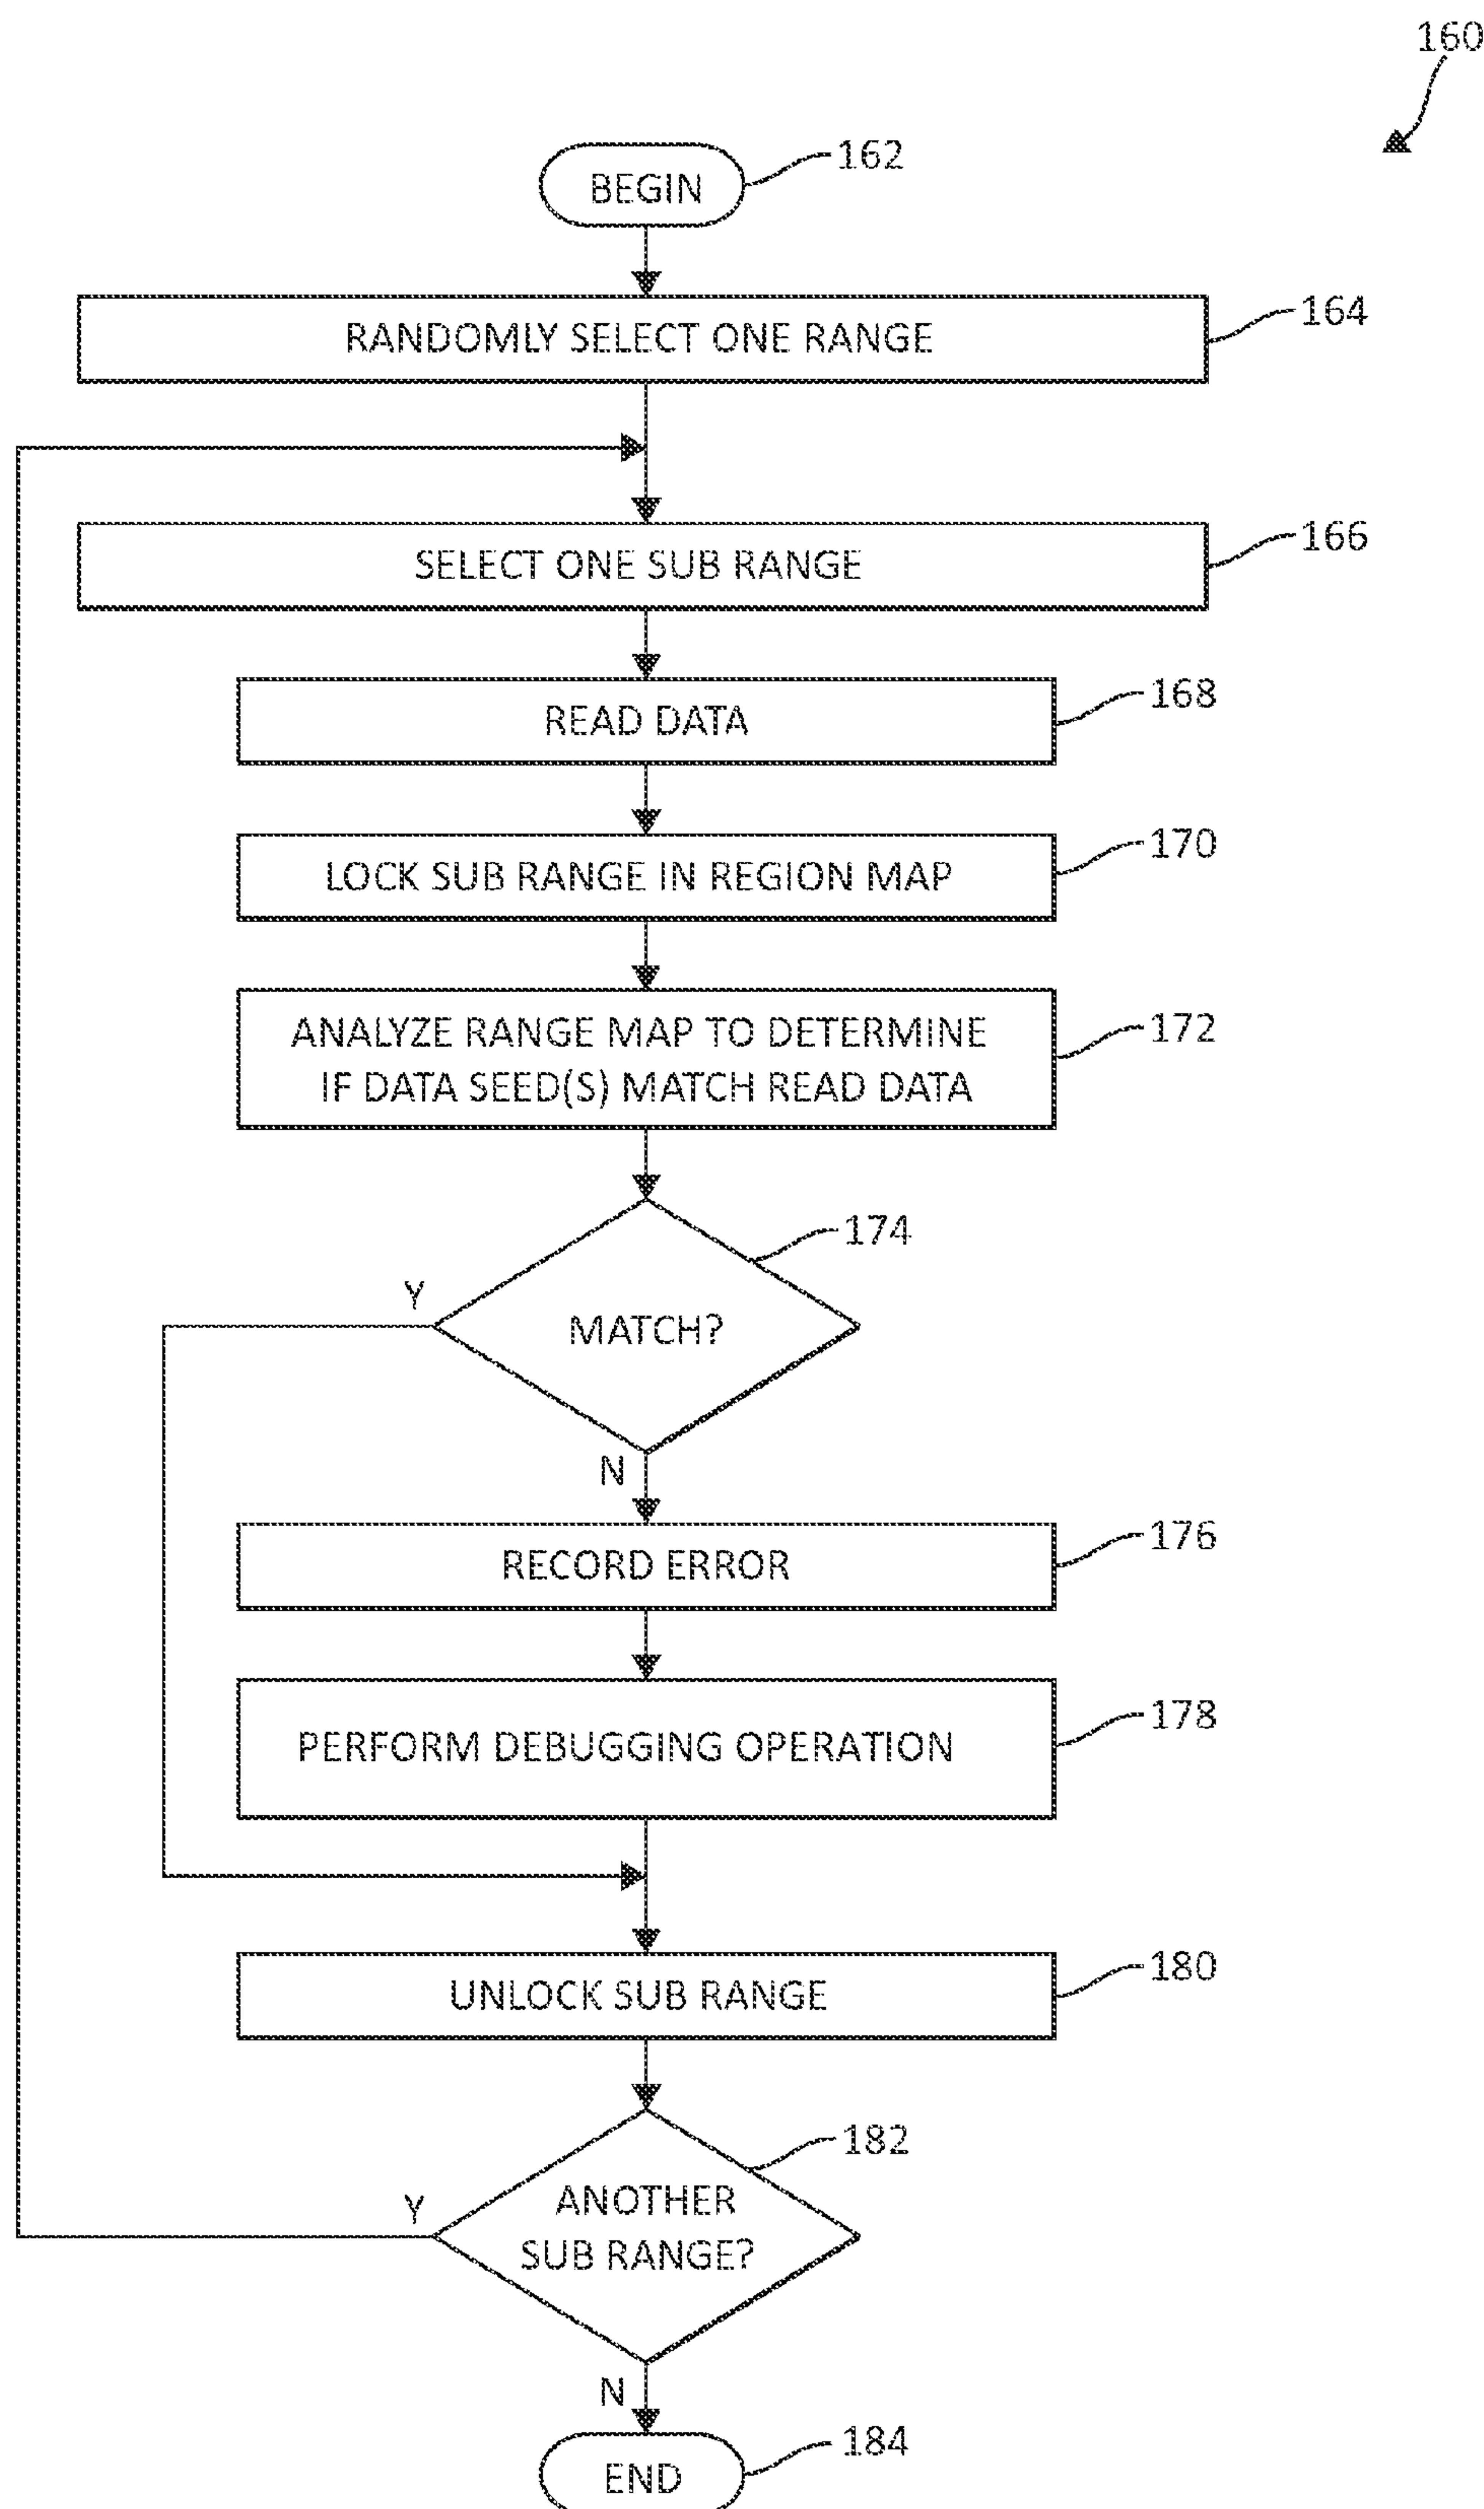 160
BEGIN
162
RANDOMLY SELECT ONE RANGE
164
SELECT ONE SUB RANGE
166
READ DATA
168
LOCK SUB RANGE IN REGION MAP
170
ANALYZE RANGE MAP TO DETERMINE
IF DATA SEED(S) MATCH READ DATA
172
174
Y
MATCH?
N
RECORD ERROR
176
PERFORM DEBUGGING OPERATION
178
UNLOCK SUB RANGE
180
182
Y
ANOTHER
SUB RANGE?
N
END
184